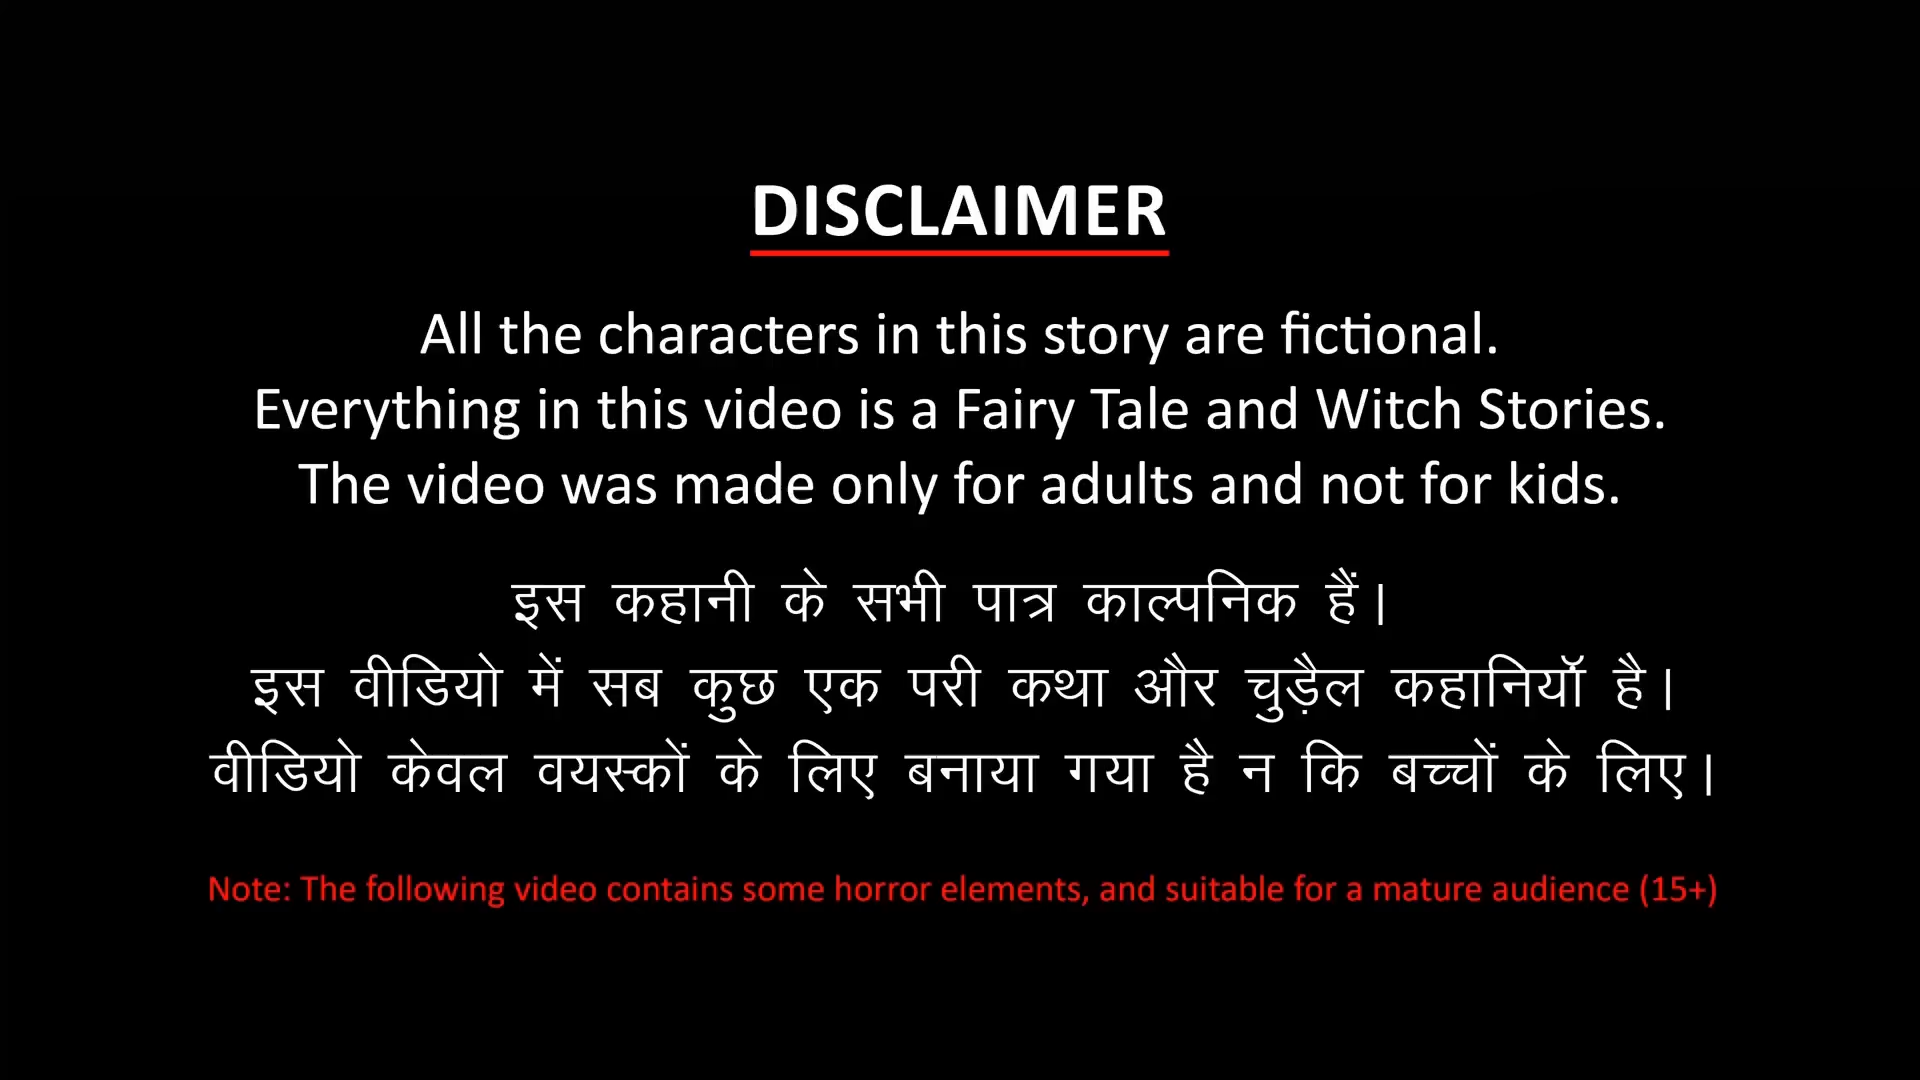 DISCLAIMER
All the characters in this story are fictional.
Everything in this video is a Fairy Tale and Witch Stories.
The video was made only for adults and not for kids.
इस कहानी के सभी पात्र काल्पनिक हैं।
इस वीडियो में सब कुछ एक परी कथा और चुड़ैल कहानियॉ है।
वीडियो केवल वयस्कों के लिए बनाया गया है न कि बच्चों के लिए।
Note: The following video contains some horror elements, and suitable for a mature audience (15+)